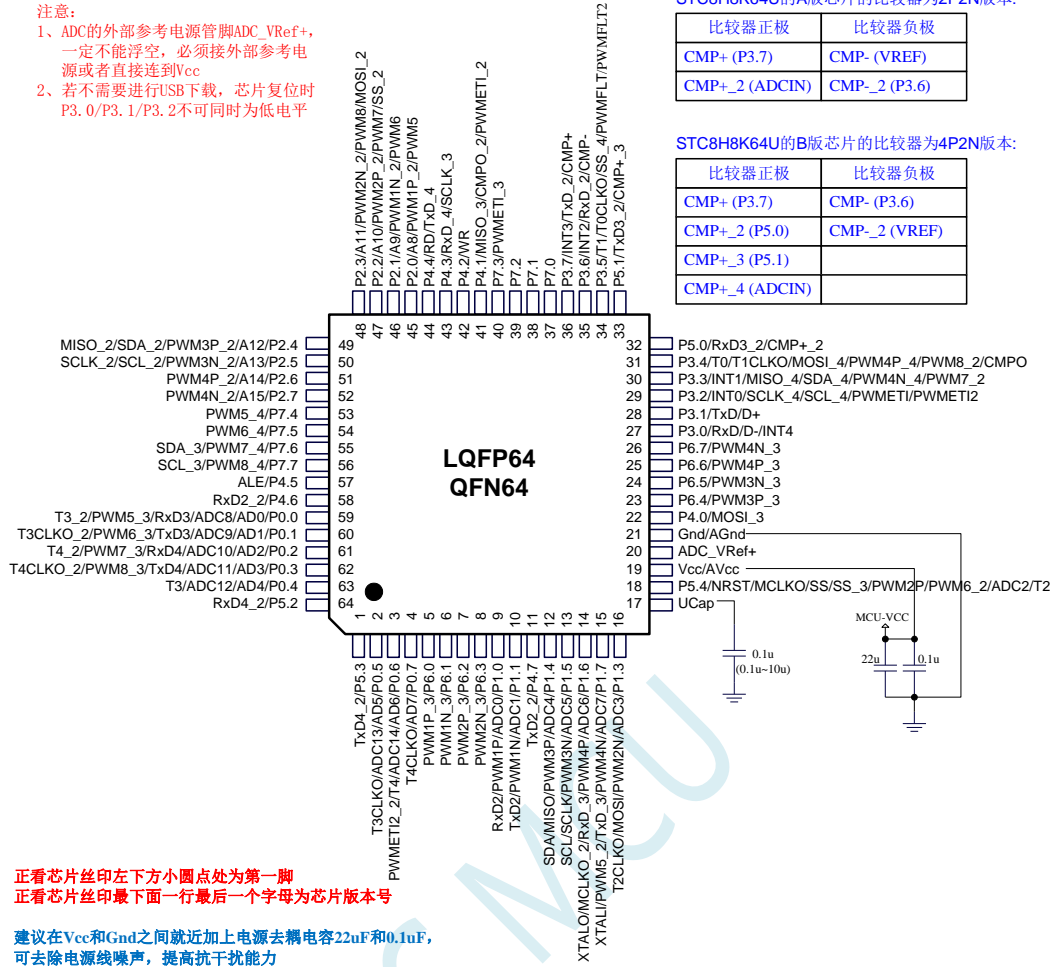 注意:
1、ADC的外部参考电源管脚ADC_VRef+,
一定不能浮空，必须接外部参考电
源或者直接连到Vcc
2、若不需要进行USB下载，芯片复位时
P3.0/P3.1/P3.2不可同时为低电平
比较器正极 比较器负极
CMP+ (P3.7) CMP- (VREF)
CMP+_2 (ADCIN) CMP-_2 (P3.6)
STC8H8K64U的B版芯片的比较器为4P2N版本:
比较器正极 比较器负极
CMP+ (P3.7) CMP- (P3.6)
CMP+_2 (P5.0) CMP-_2 (VREF)
CMP+_3 (P5.1)
CMP+_4 (ADCIN)
P2.3/A11/PWM2N_2/PWM8/MOSI_2
P2.2/A10/PWM2P_2/PWM7/SS_2
P2.1/A9/PWM1N_2/PWM6
P2.0/A8/PWM1P_2/PWM5
P4.4/RD/TxD_4
P4.3/RxD_4/SCLK_3
P4.2/WR
P4.1/MISO_3/CMPO_2/PWMETI_2
P7.3/PWMETI_3
P7.2
P7.1
P7.0
P3.7/INT3/TxD_2/CMP+
P3.6/INT2/RxD_2/CMP-
P3.5/T1/T0CLKO/SS_4/PWMFLT/PWMFLT2
P5.1/TxD3_2/CMP+_3
48 47 46 45 44 43 42 41 40 39 38 37 36 35 34 33
MISO_2/SDA_2/PWM3P_2/A12/P2.4 49
SCLK_2/SCL_2/PWM3N_2/A13/P2.5 50
PWM4P_2/A14/P2.6 51
PWM4N_2/A15/P2.7 52
PWM5_4/P7.4 53
PWM6_4/P7.5 54
SDA_3/PWM7_4/P7.6 55
SCL_3/PWM8_4/P7.7 56
ALE/P4.5 57
RxD2_2/P4.6 58
T3_2/PWM5_3/RxD3/ADC8/AD0/P0.0 59
T3CLKO_2/PWM6_3/TxD3/ADC9/AD1/P0.1 60
T4_2/PWM7_3/RxD4/ADC10/AD2/P0.2 61
T4CLKO_2/PWM8_3/TxD4/ADC11/AD3/P0.3 62
T3/ADC12/AD4/P0.4 63
RxD4_2/P5.2 64
LQFP64
QFN64
32 P5.0/RxD3_2/CMP+_2
31 P3.4/T0/T1CLKO/MOSI_4/PWM4P_4/PWM8_2/CMPO
30 P3.3/INT1/MISO_4/SDA_4/PWM4N_4/PWM7_2
29 P3.2/INT0/SCLK_4/SCL_4/PWMETI/PWMETI2
28 P3.1/TxD/D+
27 P3.0/RxD/D-/INT4
26 P6.7/PWM4N_3
25 P6.6/PWM4P_3
24 P6.5/PWM3N_3
23 P6.4/PWM3P_3
22 P4.0/MOSI_3
21 Gnd/AGnd
20 ADC_VRef+
19 Vcc/AVcc
18 P5.4/NRST/MCLKO/SS/SS_3/PWM2P/PWM6_2/ADC2/T2
17 UCap
MCU-VCC
0.1u
(0.1u~10u)
22u 0.1u
1 2 3 4 5 6 7 8 9 10 11 12 13 14 15 16
TxD4_2/P5.3
T3CLKO/ADC13/AD5/P0.5
PWMETI2_2/T4/ADC14/AD6/P0.6
T4CLKO/AD7/P0.7
PWM1P_3/P6.0
PWM1N_3/P6.1
PWM2P_3/P6.2
PWM2N_3/P6.3
RxD2/PWM1P/ADC0/P1.0
TxD2/PWM1N/ADC1/P1.1
TxD2_2/P4.7
SDA/MISO/PWM3P/ADC4/P1.4
SCL/SCLK/PWM3N/ADC5/P1.5
XTALO/MCLKO_2/RxD_3/PWM4P/ADC6/P1.6
XTALI/PWM5_2/TxD_3/PWM4N/ADC7/P1.7
T2CLKO/MOSI/PWM2N/ADC3/P1.3
MCU
正看芯片丝印左下方小圆点处为第一脚
正看芯片丝印最下面一行最后一个字母为芯片版本号
建议在Vcc和Gnd之间就近加上电源去耦电容22uF和0.1uF，
可去除电源线噪声，提高抗干扰能力